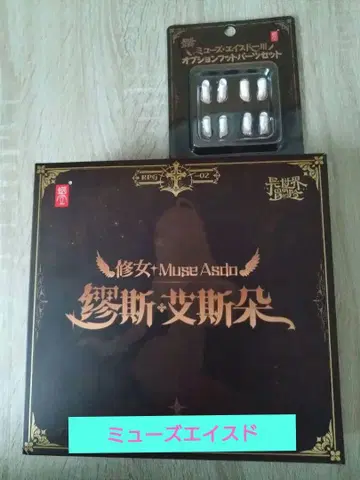 ミューズ・エイスド用
オプションフットパーツセット
RPG
-02
修女+Muse Asdo
缪斯·艾斯朵
ミューズエイスド